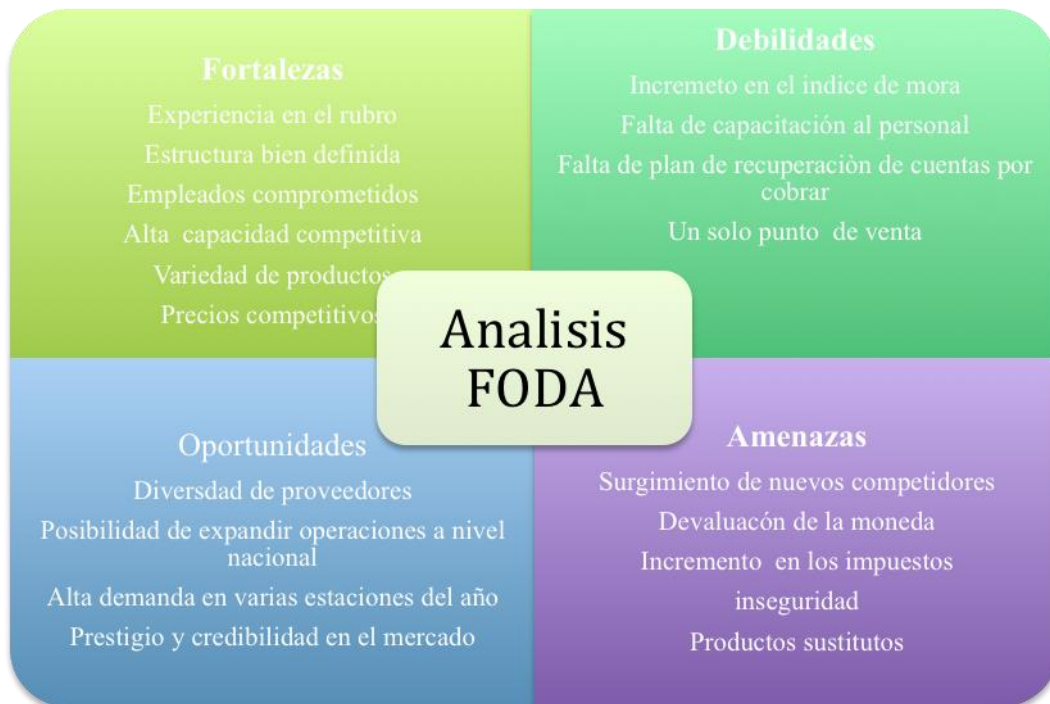 Fortalezas
Experiencia en el rubro
Estructura bien definida
Empleados comprometidos
Alta  capacidad competitiva
Variedad de productos
Precios competitivos
Debilidades
Incremeto en el indice de mora
Falta de capacitación al personal
Falta de plan de recuperaciòn de cuentas por
cobrar
Un solo punto  de venta
Analisis
FODA
Oportunidades
Diversdad de proveedores
Posibilidad de expandir operaciones a nivel
nacional
Alta demanda en varias estaciones del año
Prestigio y credibilidad en el mercado
Amenazas
Surgimiento de nuevos competidores
Devaluacón de la moneda
Incremento  en los impuestos
inseguridad
Productos sustitutos